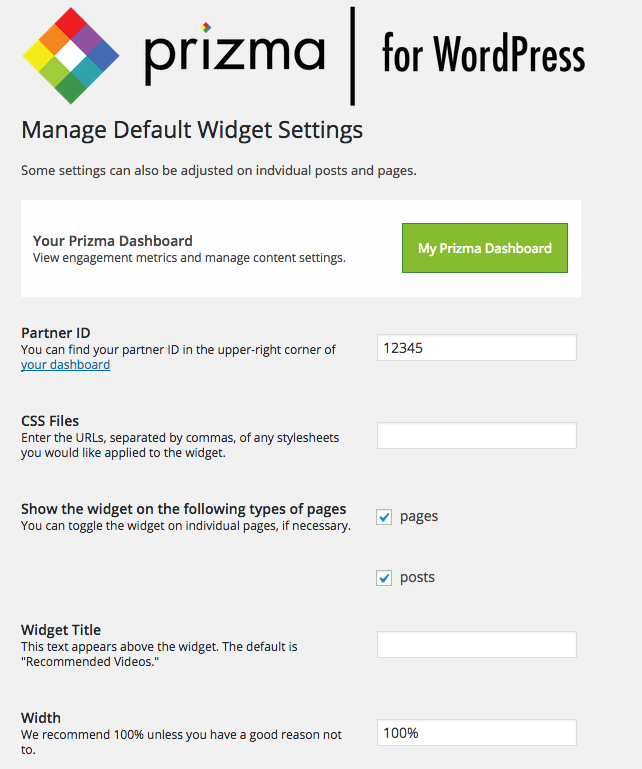 prizma for WordPress
Manage Default Widget Settings
Some settings can also be adjusted on indvidual posts and pages.
Your Prizma Dashboard
View engagement metrics and manage content settings.
My Prizma Dashboard
Partner ID
You can find your partner ID in the upper-right corner of
your dashboard
12345
CSS Files
Enter the URLs, separated by commas, of any stylesheets
you would like applied to the widget.
Show the widget on the following types of pages
You can toggle the widget on individual pages, if necessary.
pages
posts
Widget Title
This text appears above the widget. The default is
"Recommended Videos."
Width
We recommend 100% unless you have a good reason not
to.
100%